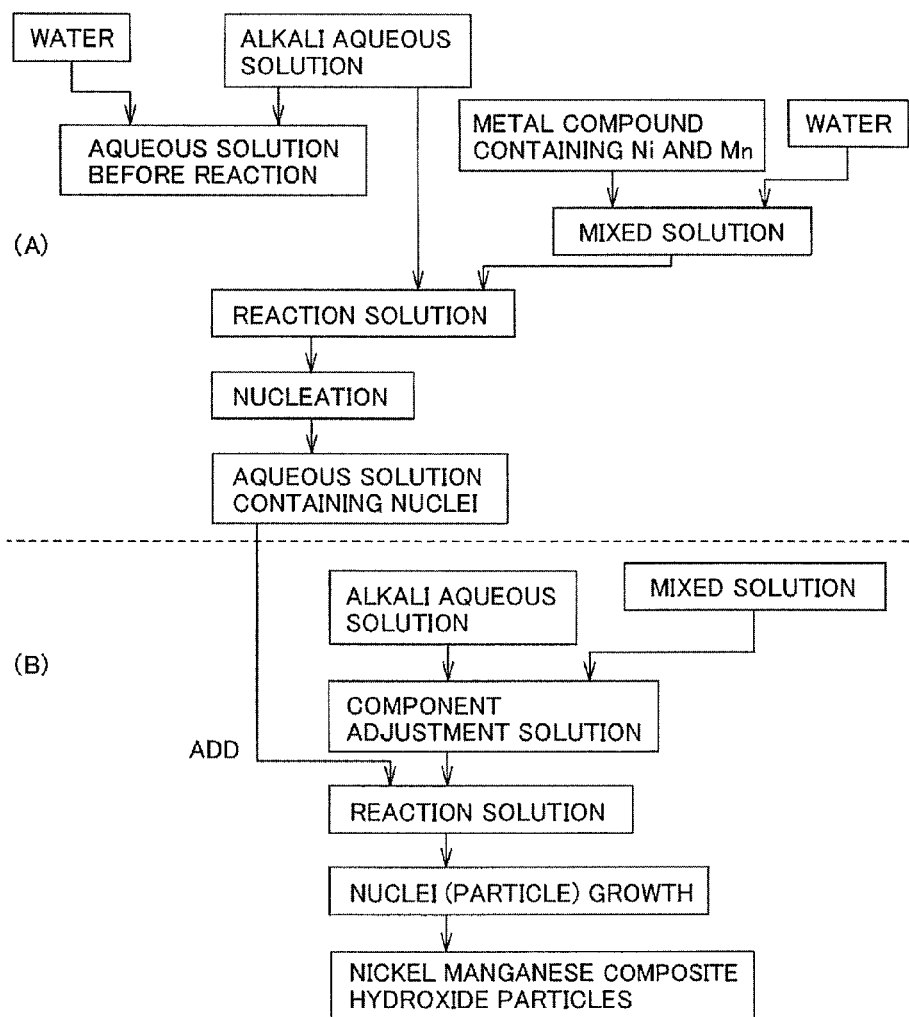 WATER
ALKALI AQUEOUS
SOLUTION
AQUEOUS SOLUTION
BEFORE REACTION
METAL COMPOUND
CONTAINING Ni AND Mn
WATER
MIXED SOLUTION
(A)
REACTION SOLUTION
NUCLEATION
AQUEOUS SOLUTION
CONTAINING NUCLEI
ALKALI AQUEOUS
SOLUTION
MIXED SOLUTION
(B)
COMPONENT
ADJUSTMENT SOLUTION
ADD
REACTION SOLUTION
NUCLEI (PARTICLE) GROWTH
NICKEL MANGANESE COMPOSITE
HYDROXIDE PARTICLES